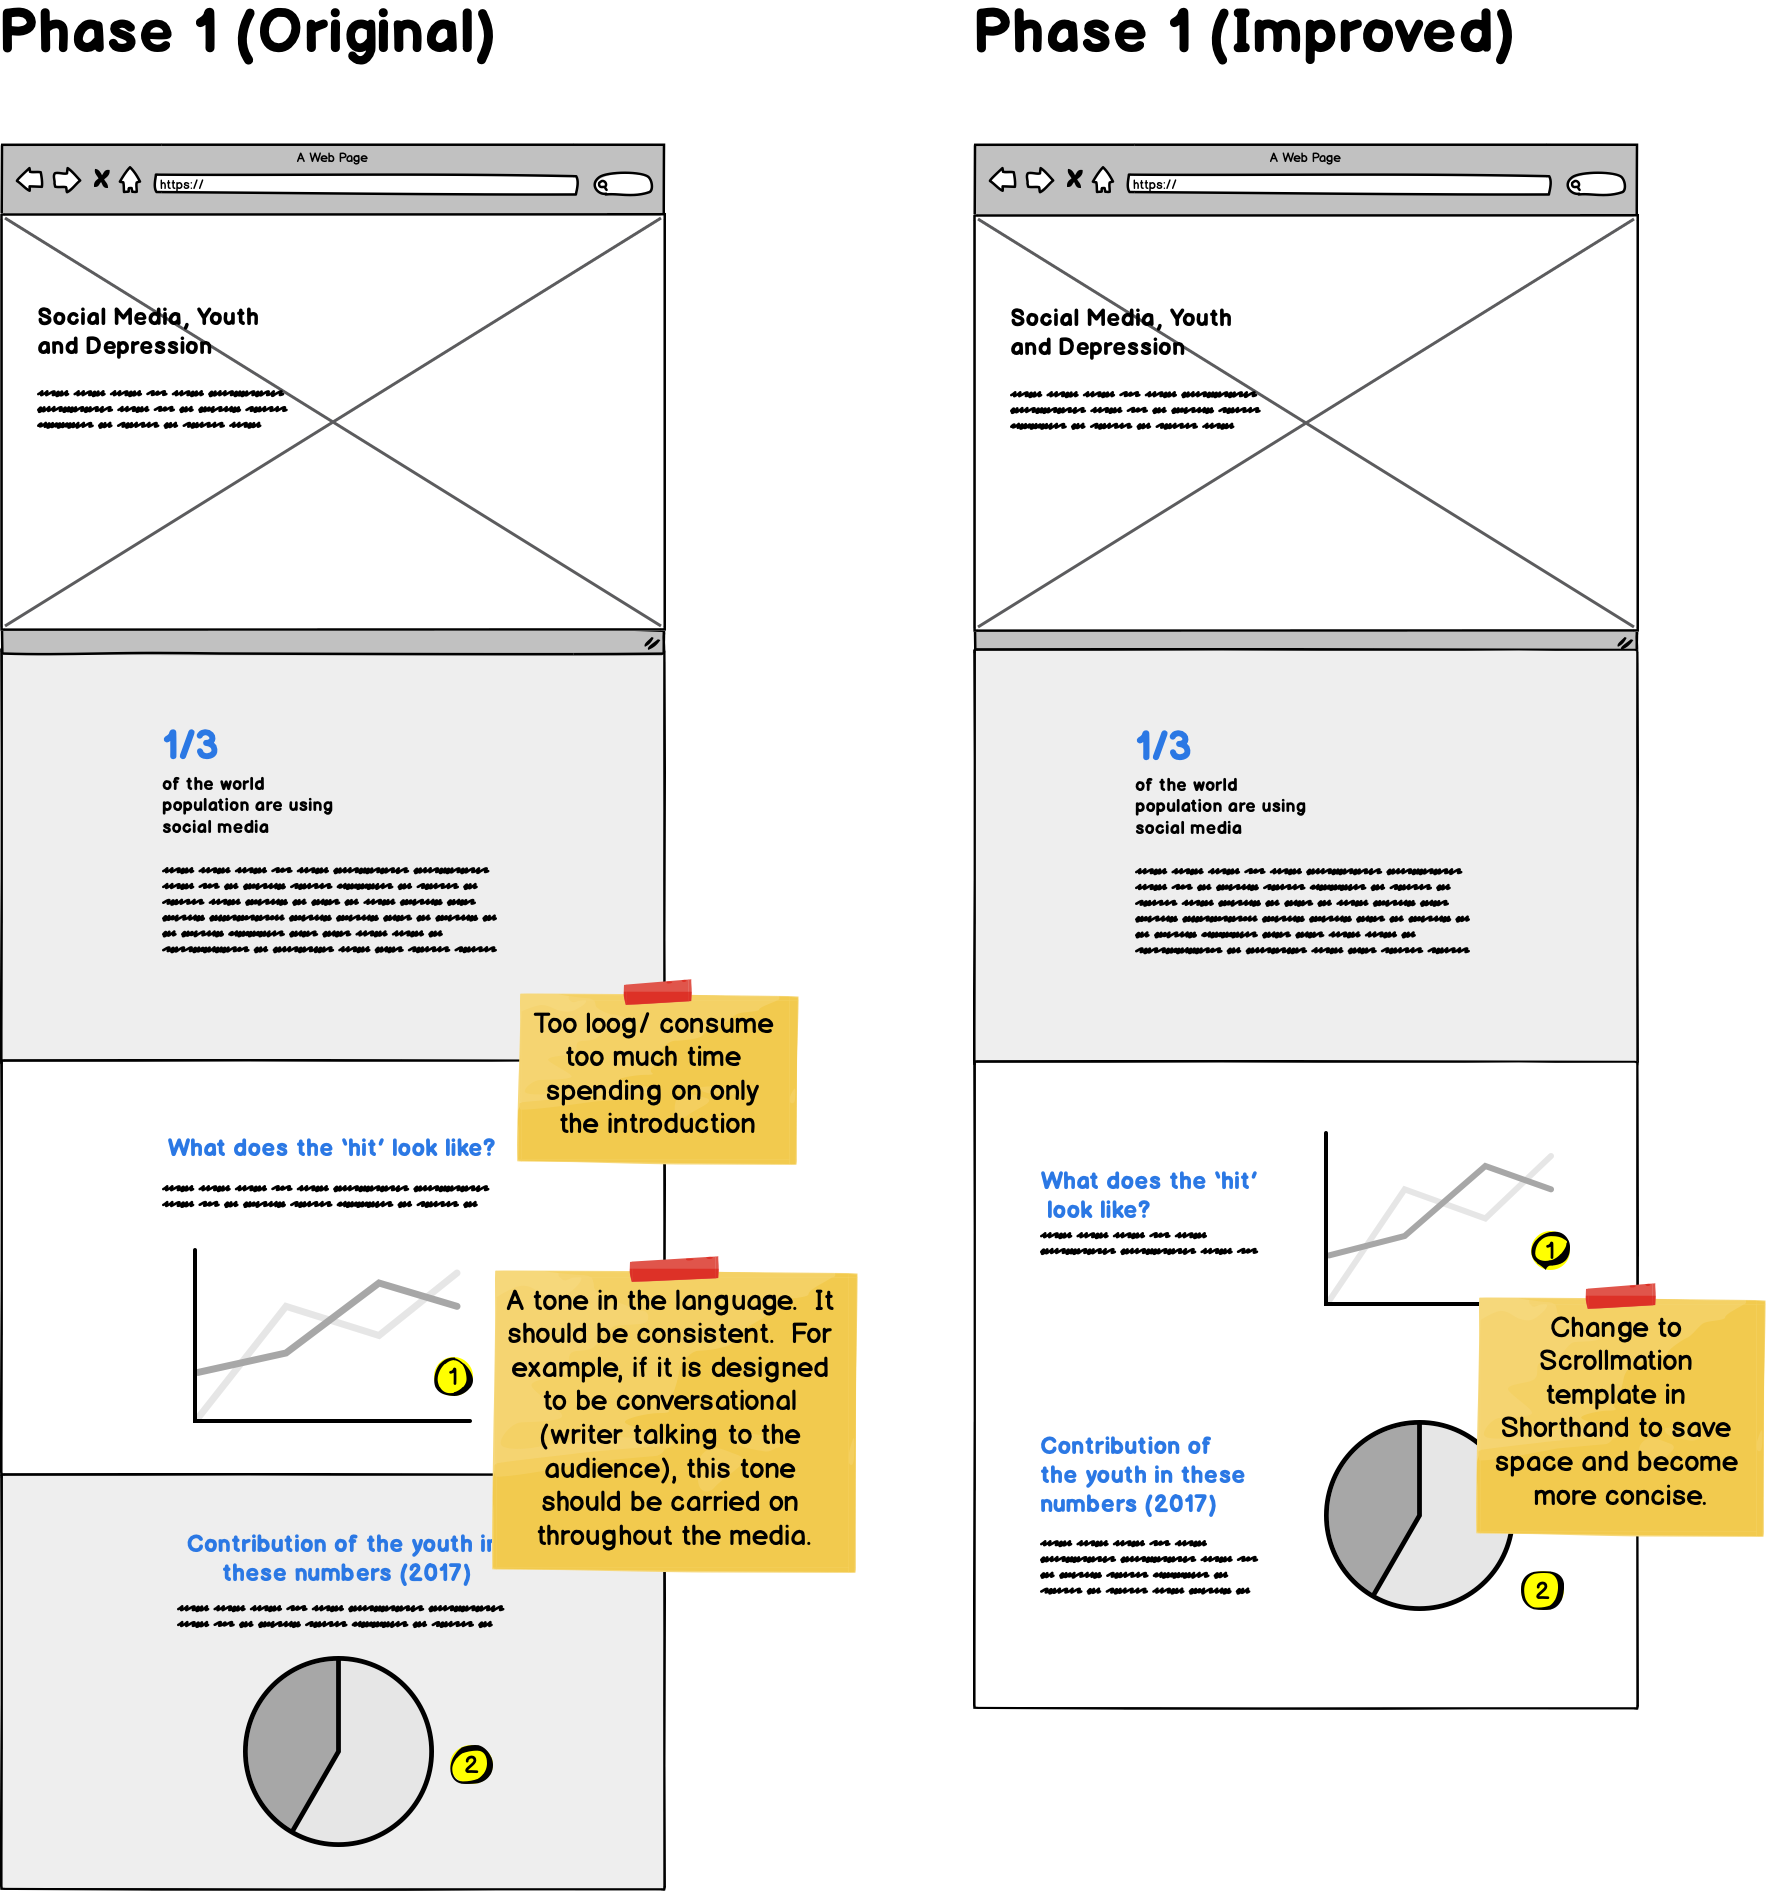 Phase 1 (Original)
A Web Page
https://
Social Media, Youth
and Depression
1/3
of the world
population are using
social media
Too loog/ consume
too much time
spending on only
the introduction
What does the ‘hit’ look like?
1
A tone in the language. It
should be consistent. For
example, if it is designed
to be conversational
(writer talking to the
audience), this tone
should be carried on
throughout the media.
Contribution of the youth in
these numbers (2017)
2
Phase 1 (Improved)
A Web Page
https://
Social Media, Youth
and Depression
1/3
of the world
population are using
social media
What does the ‘hit’
look like?
1
Change to
Scrollmation
template in
Shorthand to save
space and become
more concise.
Contribution of
the youth in these
numbers (2017)
2